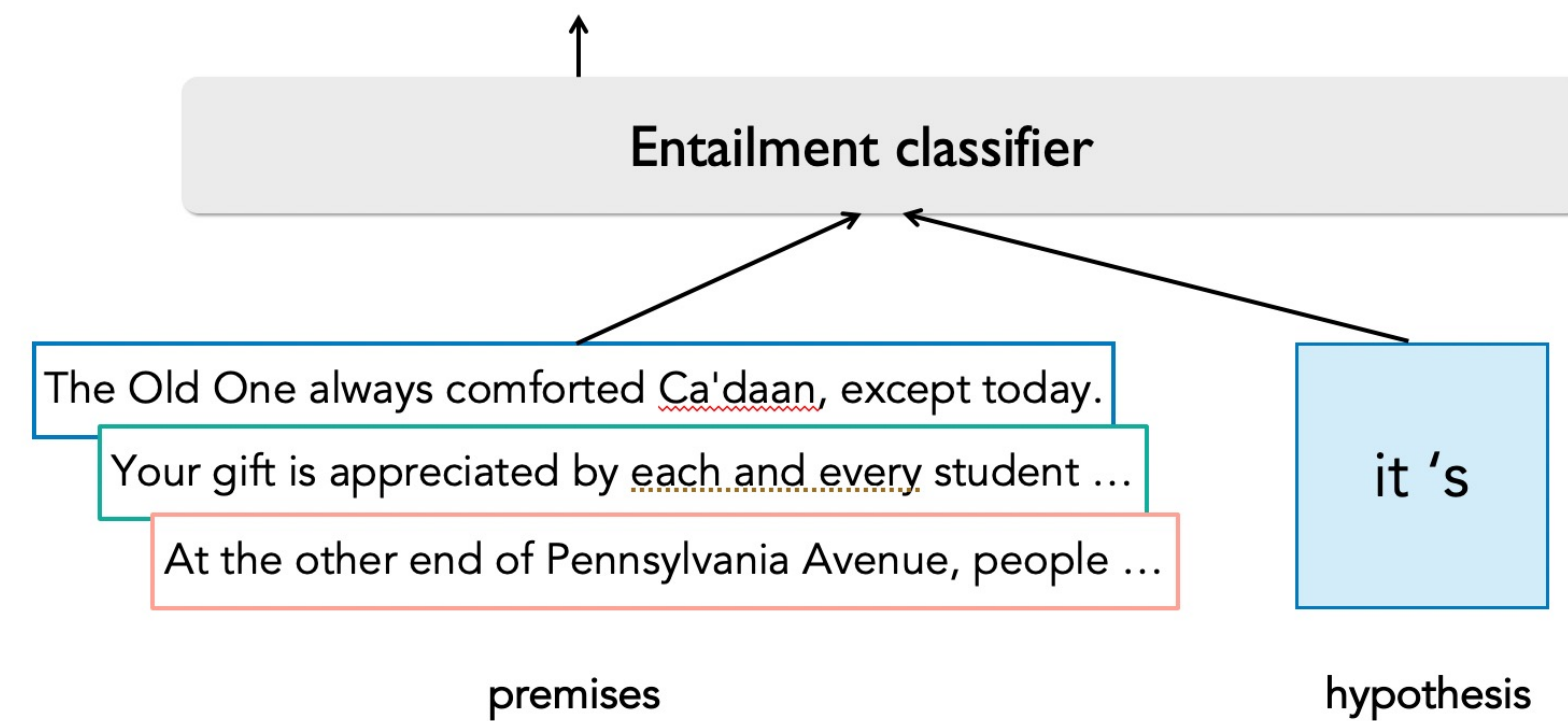 Entailment classifier
The Old One always comforted Ca'daan, except today.
Your gift is appreciated by each and every student ...
At the other end of Pennsylvania Avenue, people ...
it ‘s
premises
hypothesis